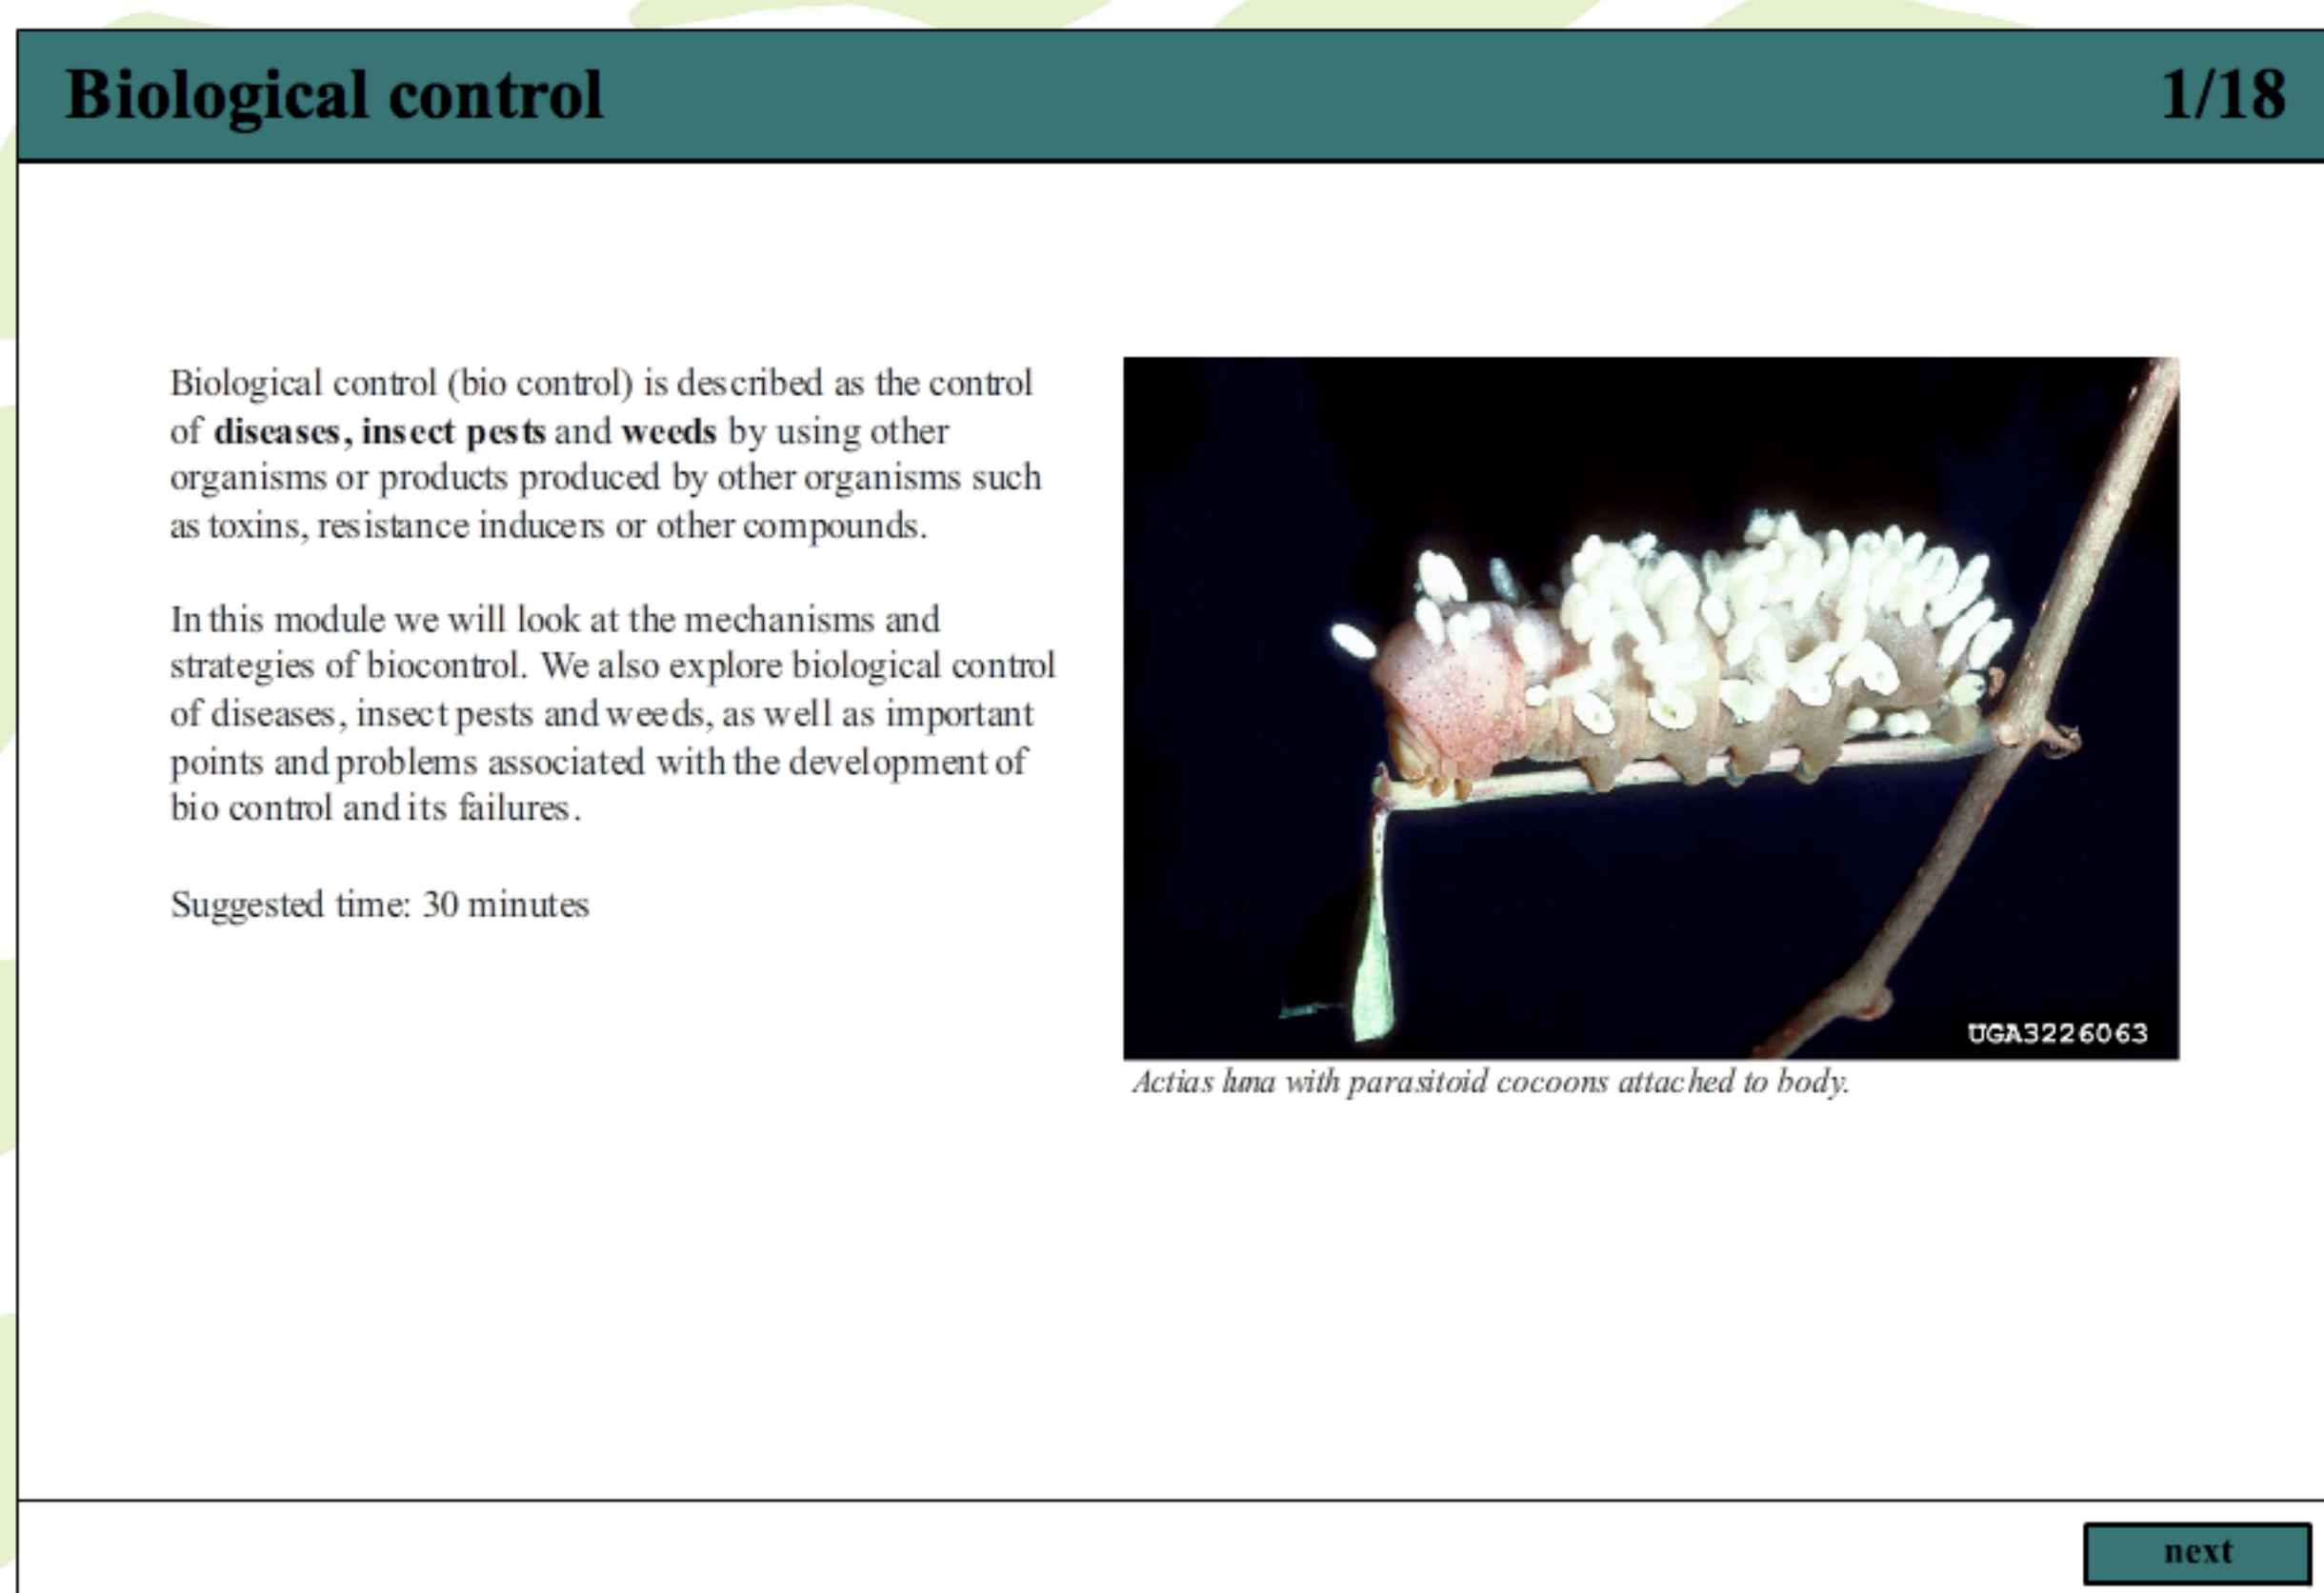 Biological control
1/18
Biological control (bio control) is described as the control
of diseases, insect pests and weeds by using other
organisms or products produced by other organisms such
as toxins, resistance inducers or other compounds.
In this module we will look at the mechanisms and
strategies of biocontrol. We also explore biological control
of diseases, insect pests and weeds, as well as important
points and problems associated with the development of
bio control and its failures.
Suggested time: 30 minutes
UGA3226063
Actias luna with parasitoid cocoons attached to body.
next